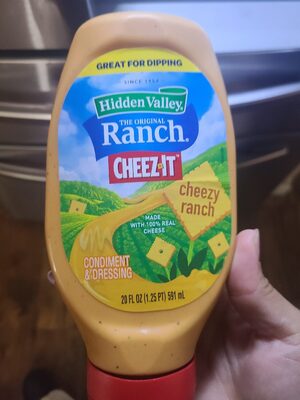 GREAT FOR DIPPING
SINCE 1954
Hidden Valley®
THE ORIGINAL
Ranch®
CHEEZ-IT™
cheezy
ranch
MADE
WITH 100% REAL
CHEESE
CONDIMENT
& DRESSING
20 FL OZ (1.25 PT) 591 mL